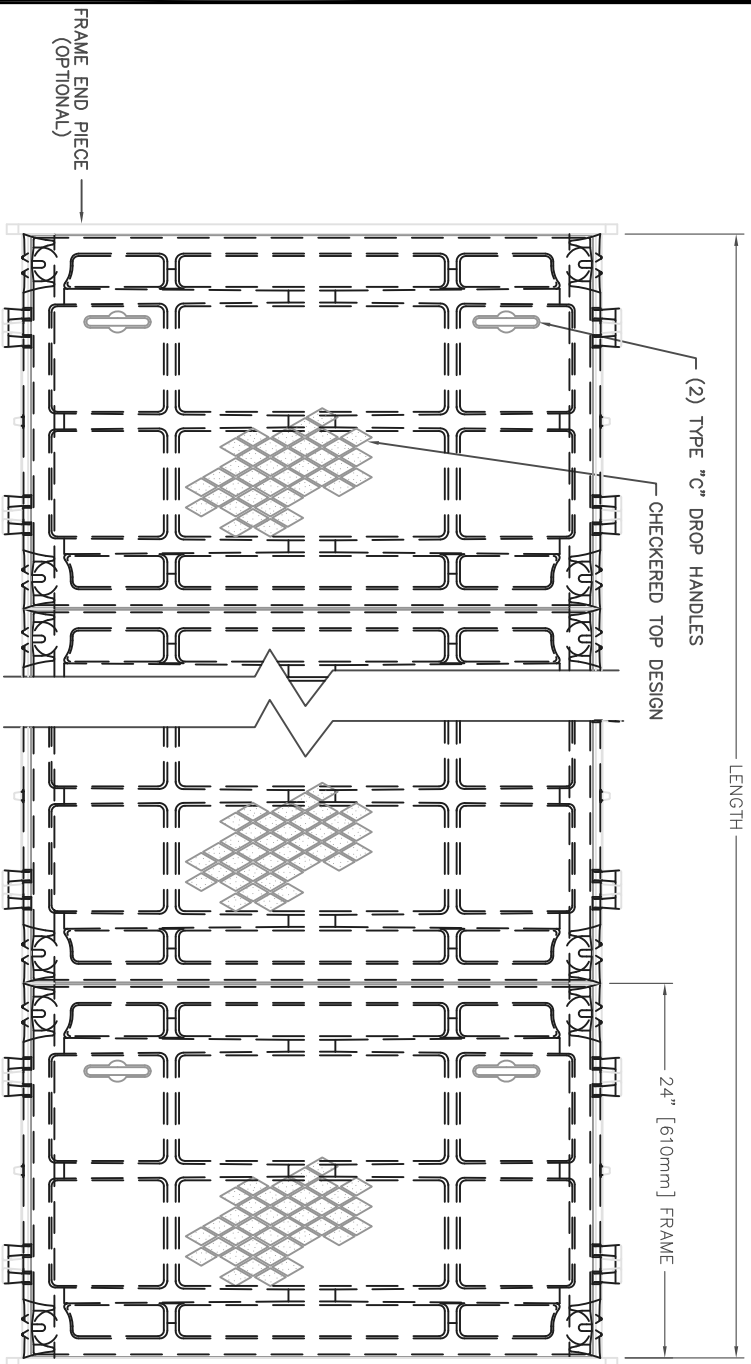 FRAME END PIECE
(OPTIONAL)
(2) TYPE "C" DROP HANDLES
CHECKERED TOP DESIGN
LENGTH
24" [610mm] FRAME